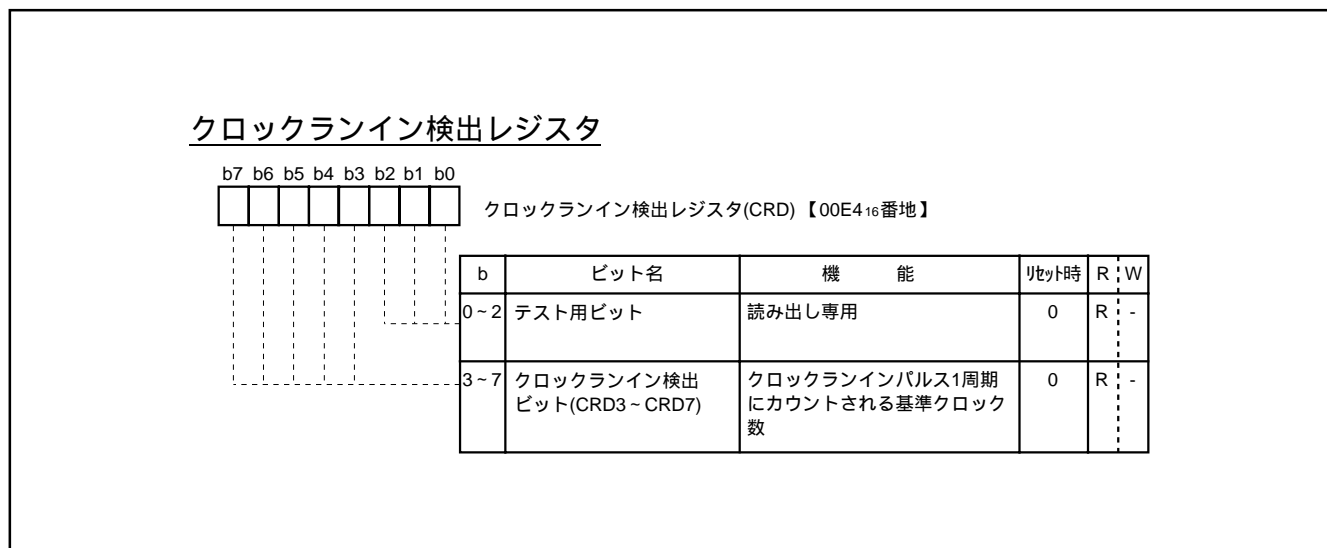 クロックランイン検出レジスタ
b7 b6 b5 b4 b3 b2 b1 b0
クロックランイン検出レジスタ(CRD)【00E4₁₆番地】
b ビット名 機 能 リセット時 R W
0~2 テスト用ビット 読み出し専用 0 R -
3~7 クロックランイン検出 クロックランインパルス1周期 0 R -
ビット(CRD3~CRD7) にカウントされる基準クロック
数